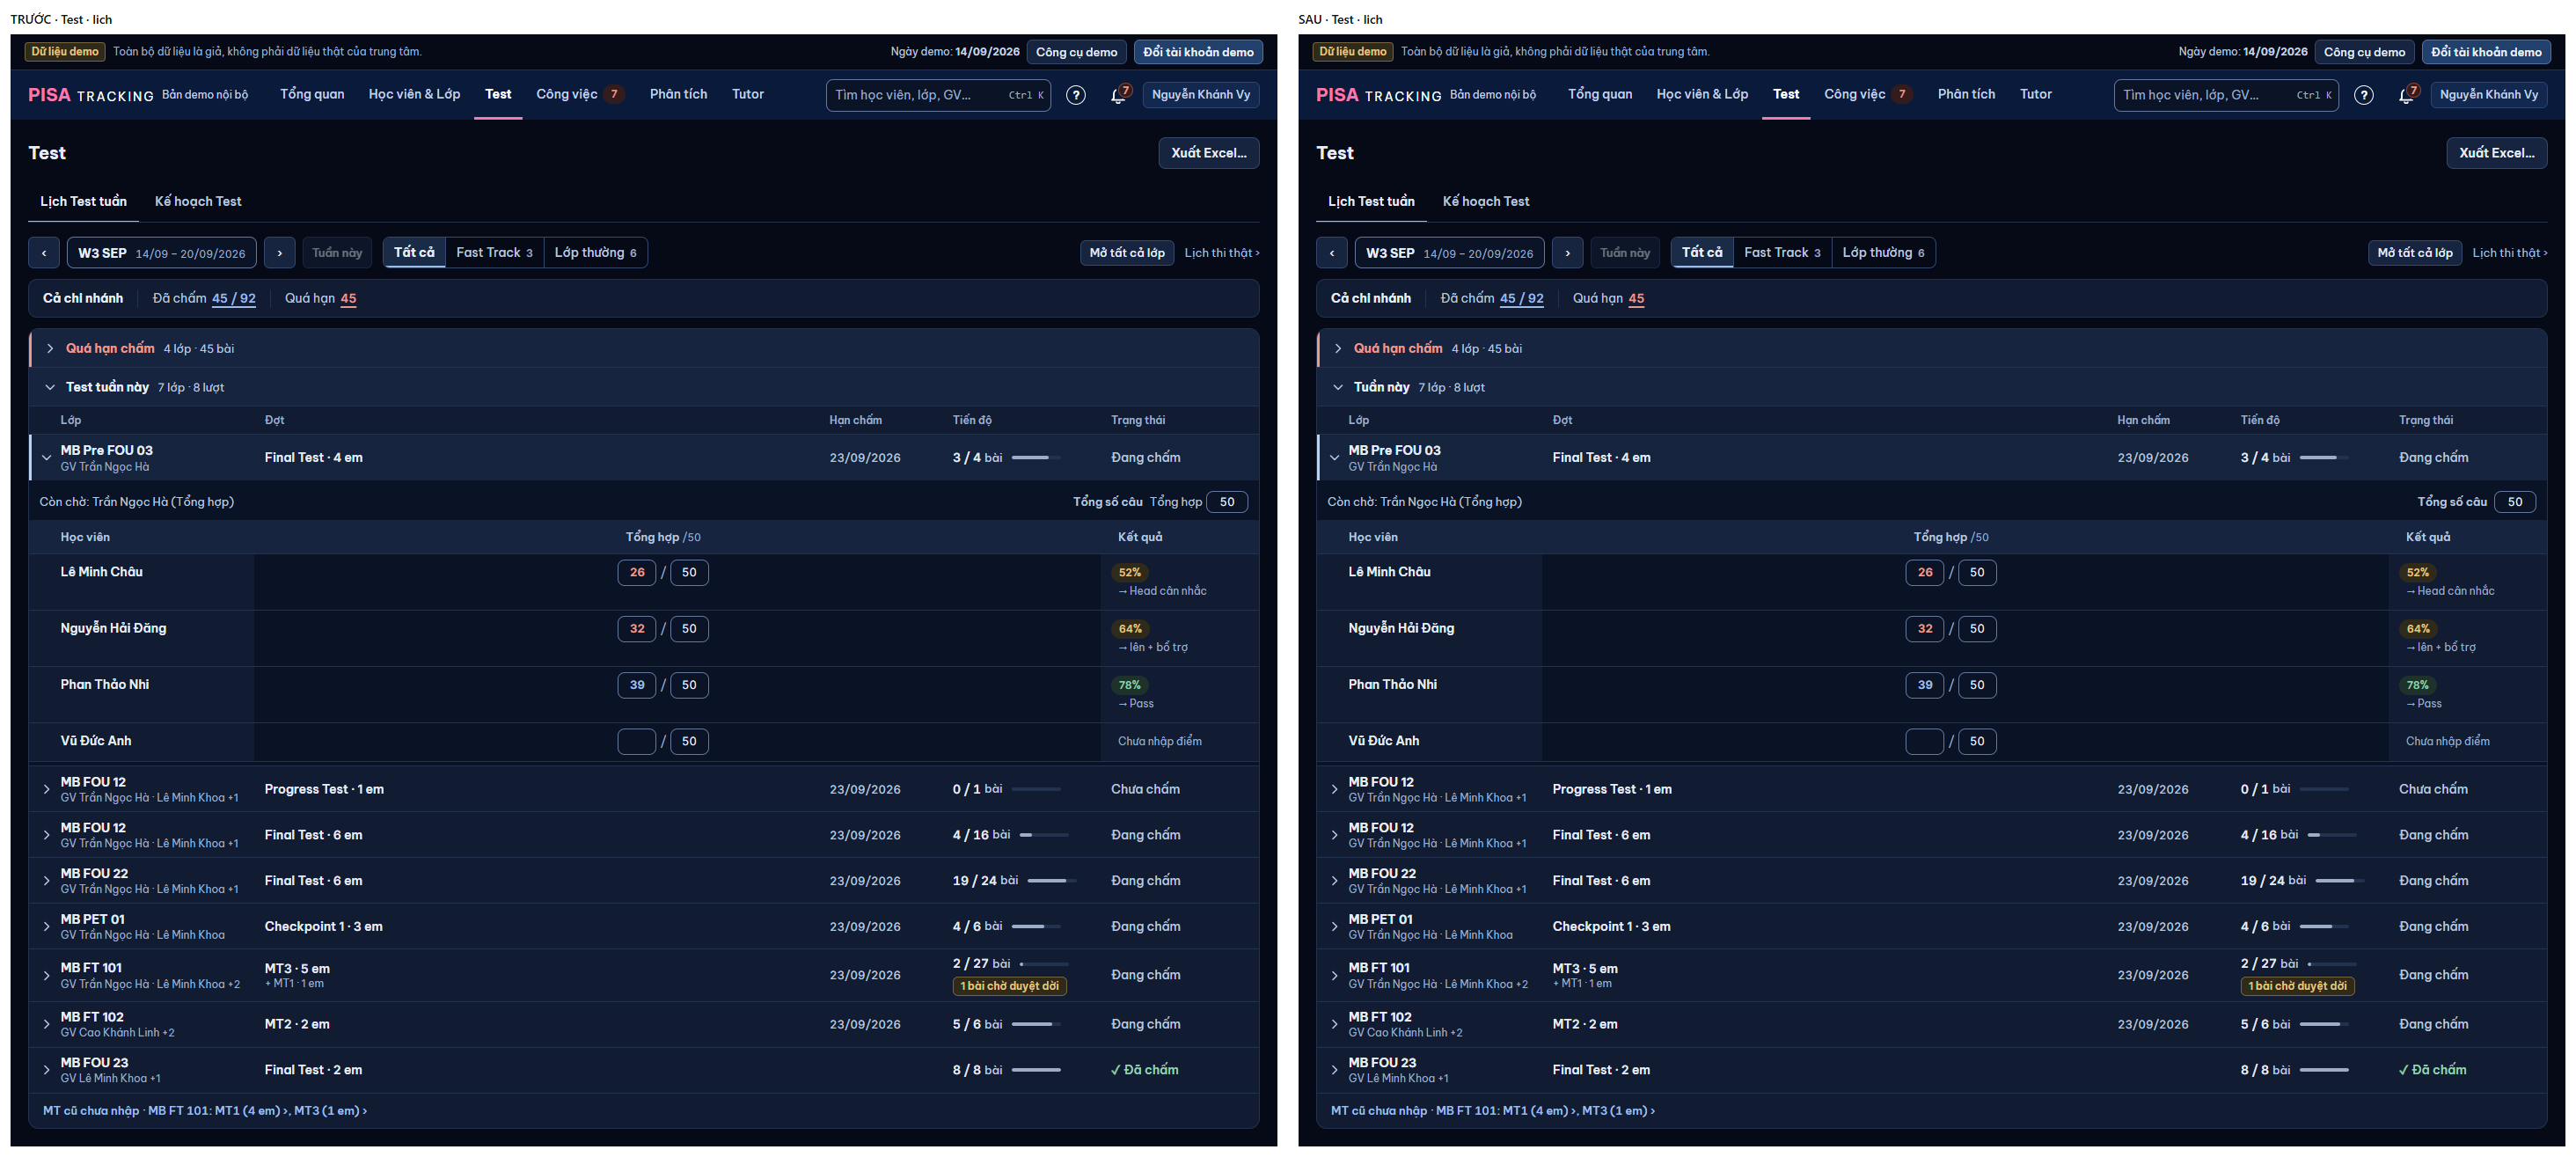 TRƯỚC · Test · lich
Dữ liệu demo Toàn bộ dữ liệu là giả, không phải dữ liệu thật của trung tâm. Ngày demo: 14/09/2026 Công cụ demo Đổi tài khoản demo
PISA TRACKING Bản demo nội bộ Tổng quan Học viên & Lớp Test Công việc 7 Phân tích Tutor Tìm học viên, lớp, GV... Ctrl K ? 7 Nguyễn Khánh Vy
Test Xuất Excel...
Lịch Test tuần Kế hoạch Test
‹ W3 SEP 14/09 – 20/09/2026 › Tuần này Tất cả Fast Track 3 Lớp thường 6 Mở tất cả lớp Lịch thi thật ›
Cả chi nhánh Đã chấm 45 / 92 Quá hạn 45
Quá hạn chấm 4 lớp · 45 bài
Test tuần này 7 lớp · 8 lượt
Lớp Đợt Hạn chấm Tiến độ Trạng thái
MB Pre FOU 03
GV Trần Ngọc Hà
Final Test · 4 em 23/09/2026 3 / 4 bài Đang chấm
Còn chờ: Trần Ngọc Hà (Tổng hợp) Tổng số câu Tổng hợp 50
Học viên Tổng hợp /50 Kết quả
Lê Minh Châu 26 / 50 52%
→ Head cân nhắc
Nguyễn Hải Đăng 32 / 50 64%
→ lên + bổ trợ
Phan Thảo Nhi 39 / 50 78%
→ Pass
Vũ Đức Anh / 50 Chưa nhập điểm
MB FOU 12
GV Trần Ngọc Hà · Lê Minh Khoa +1
Progress Test · 1 em 23/09/2026 0 / 1 bài Chưa chấm
MB FOU 12
GV Trần Ngọc Hà · Lê Minh Khoa +1
Final Test · 6 em 23/09/2026 4 / 16 bài Đang chấm
MB FOU 22
GV Trần Ngọc Hà · Lê Minh Khoa +1
Final Test · 6 em 23/09/2026 19 / 24 bài Đang chấm
MB PET 01
GV Trần Ngọc Hà · Lê Minh Khoa
Checkpoint 1 · 3 em 23/09/2026 4 / 6 bài Đang chấm
MB FT 101
GV Trần Ngọc Hà · Lê Minh Khoa +2
MT3 · 5 em
+ MT1 · 1 em
23/09/2026 2 / 27 bài Đang chấm
1 bài chờ duyệt dời
MB FT 102
GV Cao Khánh Linh +2
MT2 · 2 em 23/09/2026 5 / 6 bài Đang chấm
MB FOU 23
GV Lê Minh Khoa +1
Final Test · 2 em 8 / 8 bài ✓ Đã chấm
MT cũ chưa nhập · MB FT 101: MT1 (4 em) ›, MT3 (1 em) ›
SAU · Test · lich
Dữ liệu demo Toàn bộ dữ liệu là giả, không phải dữ liệu thật của trung tâm. Ngày demo: 14/09/2026 Công cụ demo Đổi tài khoản demo
PISA TRACKING Bản demo nội bộ Tổng quan Học viên & Lớp Test Công việc 7 Phân tích Tutor Tìm học viên, lớp, GV... Ctrl K ? 7 Nguyễn Khánh Vy
Test Xuất Excel...
Lịch Test tuần Kế hoạch Test
‹ W3 SEP 14/09 – 20/09/2026 › Tuần này Tất cả Fast Track 3 Lớp thường 6 Mở tất cả lớp Lịch thi thật ›
Cả chi nhánh Đã chấm 45 / 92 Quá hạn 45
Quá hạn chấm 4 lớp · 45 bài
Tuần này 7 lớp · 8 lượt
Lớp Đợt Hạn chấm Tiến độ Trạng thái
MB Pre FOU 03
GV Trần Ngọc Hà
Final Test · 4 em 23/09/2026 3 / 4 bài Đang chấm
Còn chờ: Trần Ngọc Hà (Tổng hợp) Tổng số câu 50
Học viên Tổng hợp /50 Kết quả
Lê Minh Châu 26 / 50 52%
→ Head cân nhắc
Nguyễn Hải Đăng 32 / 50 64%
→ lên + bổ trợ
Phan Thảo Nhi 39 / 50 78%
→ Pass
Vũ Đức Anh / 50 Chưa nhập điểm
MB FOU 12
GV Trần Ngọc Hà · Lê Minh Khoa +1
Progress Test · 1 em 23/09/2026 0 / 1 bài Chưa chấm
MB FOU 12
GV Trần Ngọc Hà · Lê Minh Khoa +1
Final Test · 6 em 23/09/2026 4 / 16 bài Đang chấm
MB FOU 22
GV Trần Ngọc Hà · Lê Minh Khoa +1
Final Test · 6 em 23/09/2026 19 / 24 bài Đang chấm
MB PET 01
GV Trần Ngọc Hà · Lê Minh Khoa
Checkpoint 1 · 3 em 23/09/2026 4 / 6 bài Đang chấm
MB FT 101
GV Trần Ngọc Hà · Lê Minh Khoa +2
MT3 · 5 em
+ MT1 · 1 em
23/09/2026 2 / 27 bài Đang chấm
1 bài chờ duyệt dời
MB FT 102
GV Cao Khánh Linh +2
MT2 · 2 em 23/09/2026 5 / 6 bài Đang chấm
MB FOU 23
GV Lê Minh Khoa +1
Final Test · 2 em 8 / 8 bài ✓ Đã chấm
MT cũ chưa nhập · MB FT 101: MT1 (4 em) ›, MT3 (1 em) ›